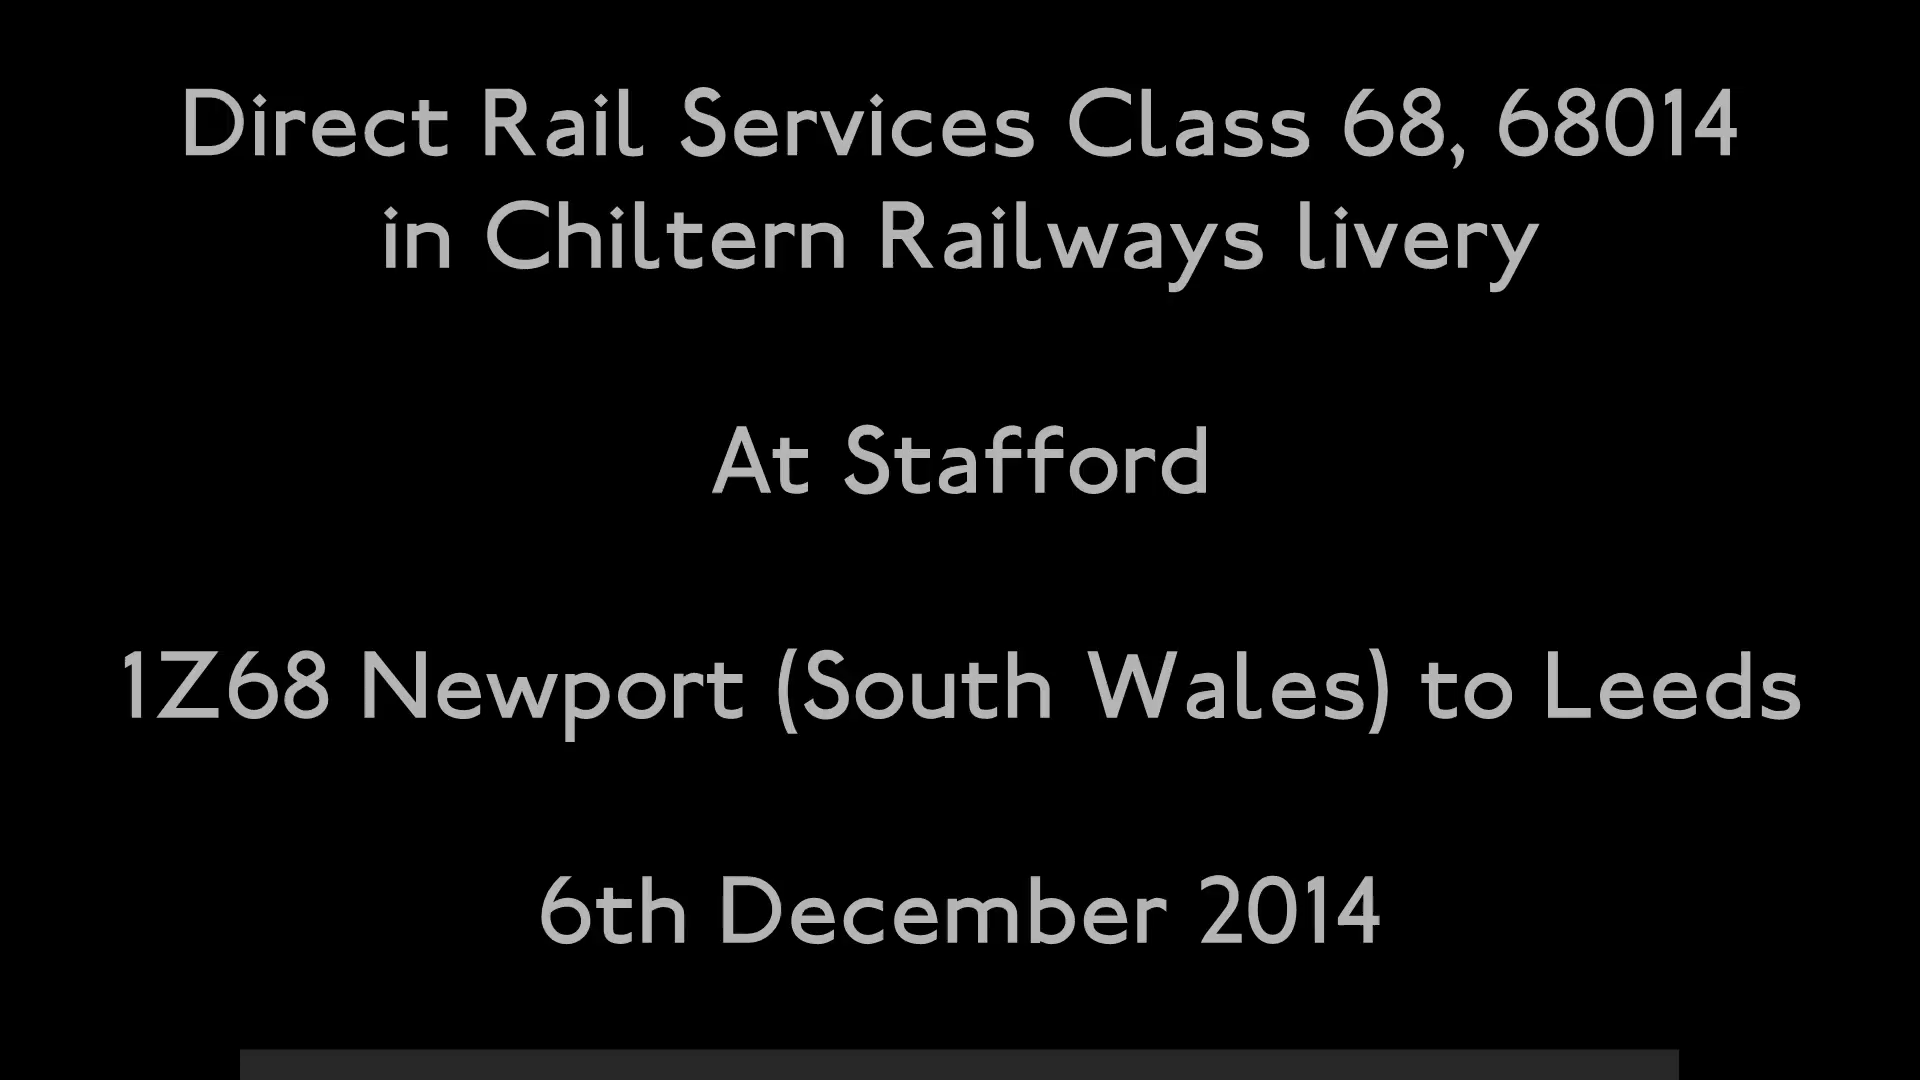 Direct Rail Services Class 68, 68014
in Chiltern Railways livery
At Stafford
1Z68 Newport (South Wales) to Leeds
6th December 2014